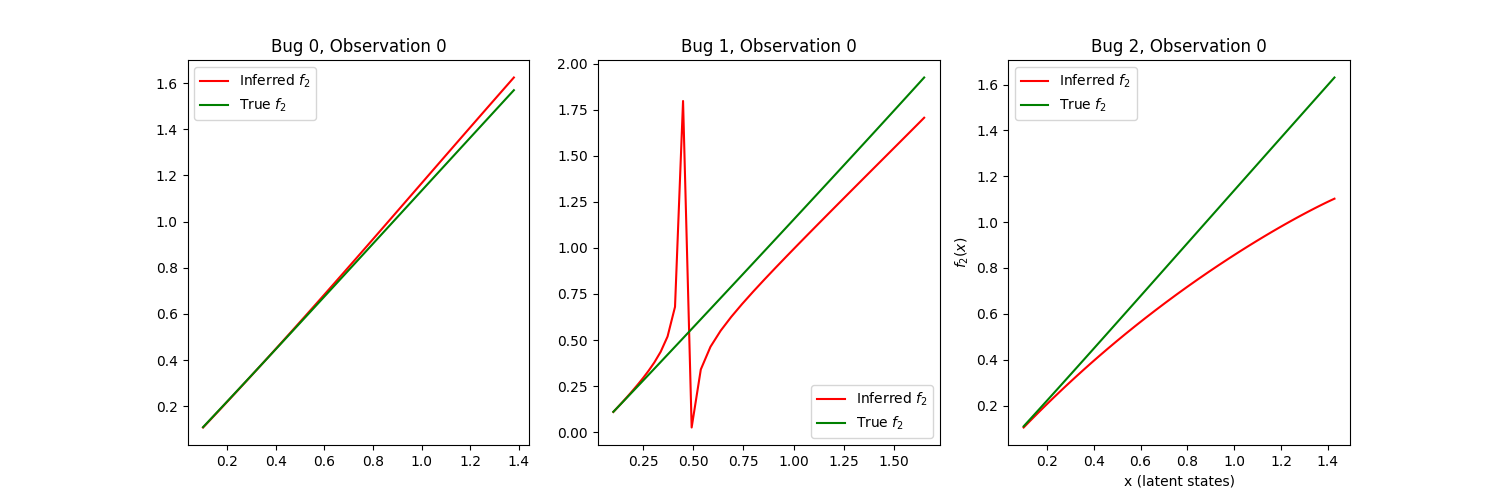 Bug 0, Observation 0
Inferred f₂
True f₂
1.6
1.4
1.2
1.0
0.8
0.6
0.4
0.2
0.2 0.4 0.6 0.8 1.0 1.2 1.4
Bug 1, Observation 0
2.00
1.75
1.50
1.25
1.00
0.75
0.50
0.25
0.00
Inferred f₂
True f₂
0.25 0.50 0.75 1.00 1.25 1.50
Bug 2, Observation 0
Inferred f₂
True f₂
f₂(x)
1.6
1.4
1.2
1.0
0.8
0.6
0.4
0.2
0.2 0.4 0.6 0.8 1.0 1.2 1.4
x (latent states)